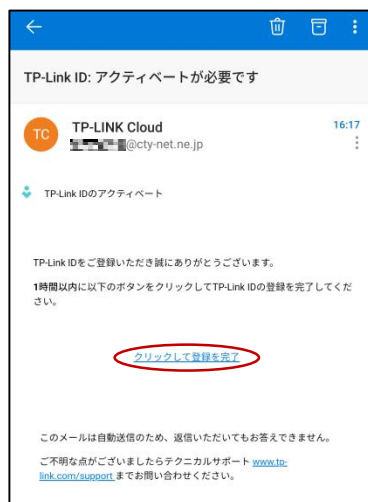 TP-Link ID: アクティベートが必要です
TC
TP-LINK Cloud
16:17
@cty-net.ne.jp
TP-Link IDのアクティベート
TP-Link IDをご登録いただき誠にありがとうございます。
1時間以内に以下のボタンをクリックしてTP-Link IDの登録を完了してくだ
さい。
クリックして登録を完了
このメールは自動送信のため、返信いただいてもお答えできません。
ご不明な点がございましたらテクニカルサポート www.tp-
link.com/support までお問い合わせください。